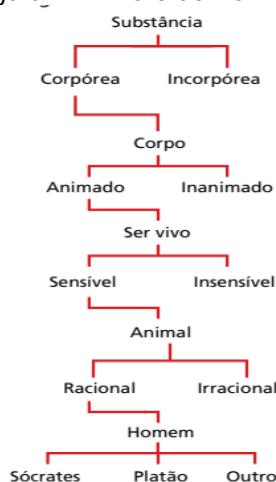 Substância
Corpórea Incorpórea
Corpo
Animado Inanimado
Ser vivo
Sensível Insensível
Animal
Racional Irracional
Homem
Sócrates Platão Outro